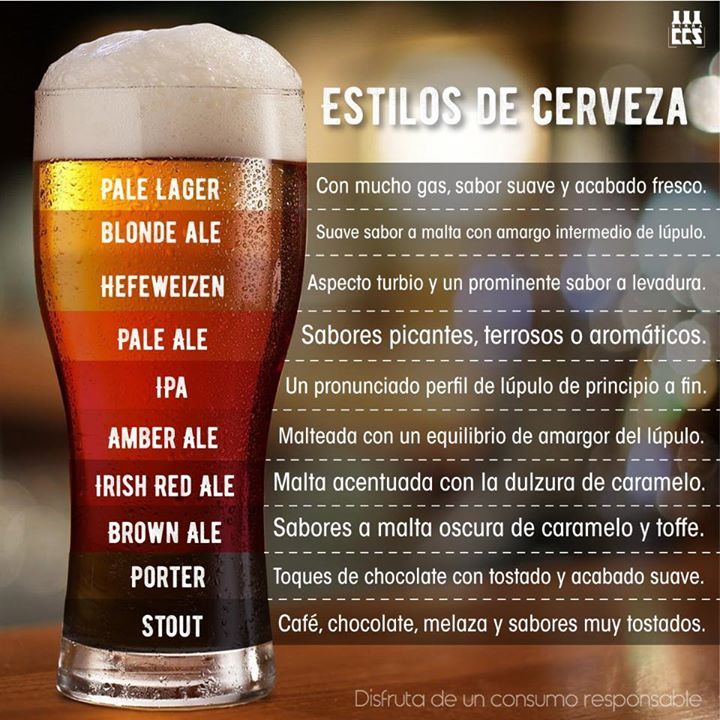 CCS
ESTILOS DE CERVEZA
PALE LAGER
Con mucho gas, sabor suave y acabado fresco.
BLONDE ALE
Suave sabor a malta con amargo intermedio de lúpulo.
HEFEWEIZEN
Aspecto turbio y un prominente sabor a levadura.
PALE ALE
Sabores picantes, terrosos o aromáticos.
IPA
Un pronunciado perfil de lúpulo de principio a fin.
AMBER ALE
Malteada con un equilibrio de amargor del lúpulo.
IRISH RED ALE
Malta acentuada con la dulzura de caramelo.
BROWN ALE
Sabores a malta oscura de caramelo y toffe.
PORTER
Toques de chocolate con tostado y acabado suave.
STOUT
Café, chocolate, melaza y sabores muy tostados.
Disfruta de un consumo responsable